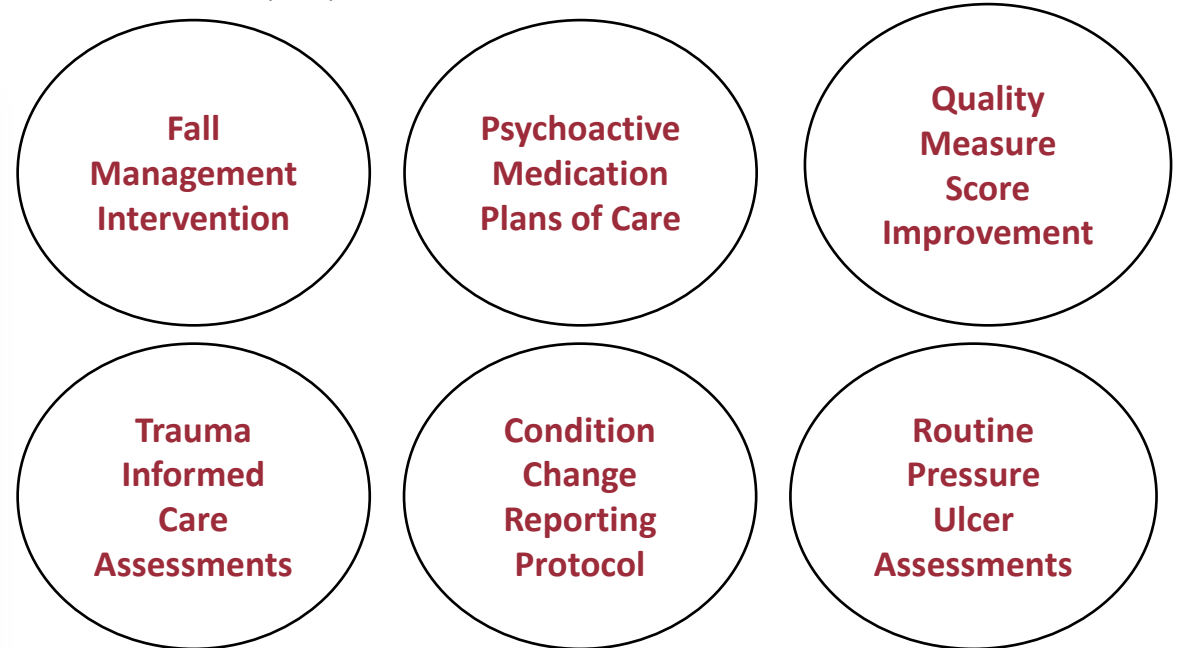 Fall
Management
Intervention
Psychoactive
Medication
Plans of Care
Quality
Measure
Score
Improvement
Trauma
Informed
Care
Assessments
Condition
Change
Reporting
Protocol
Routine
Pressure
Ulcer
Assessments